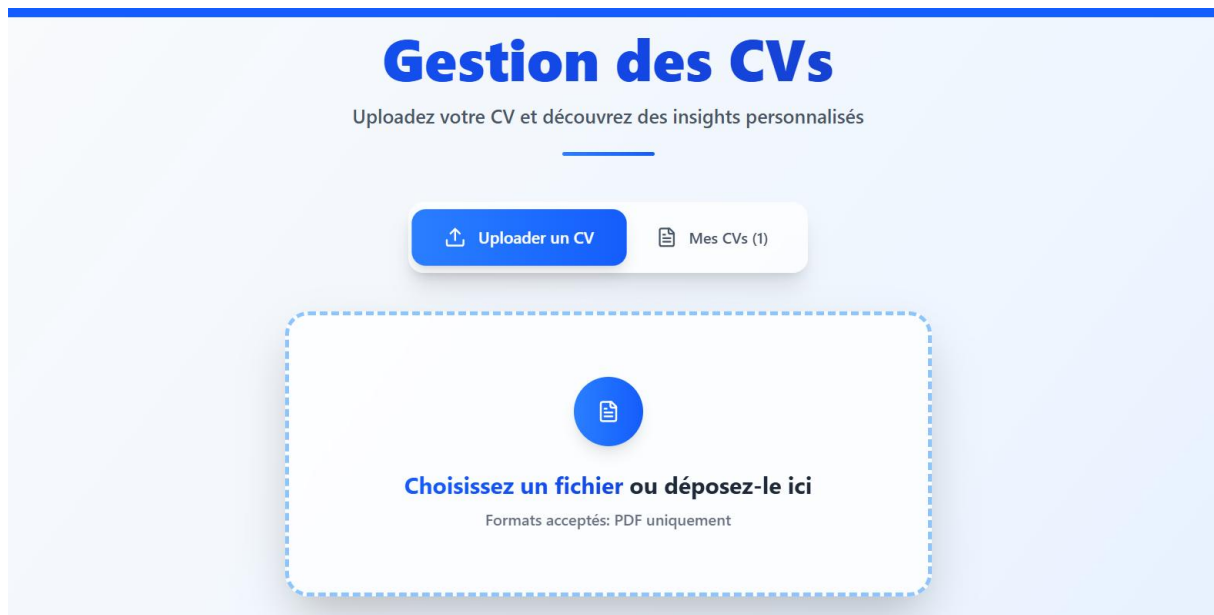 Gestion des CVs
Uploadez votre CV et découvrez des insights personnalisés
Uploader un CV
Mes CVs (1)
Choisissez un fichier ou déposez-le ici
Formats acceptés: PDF uniquement